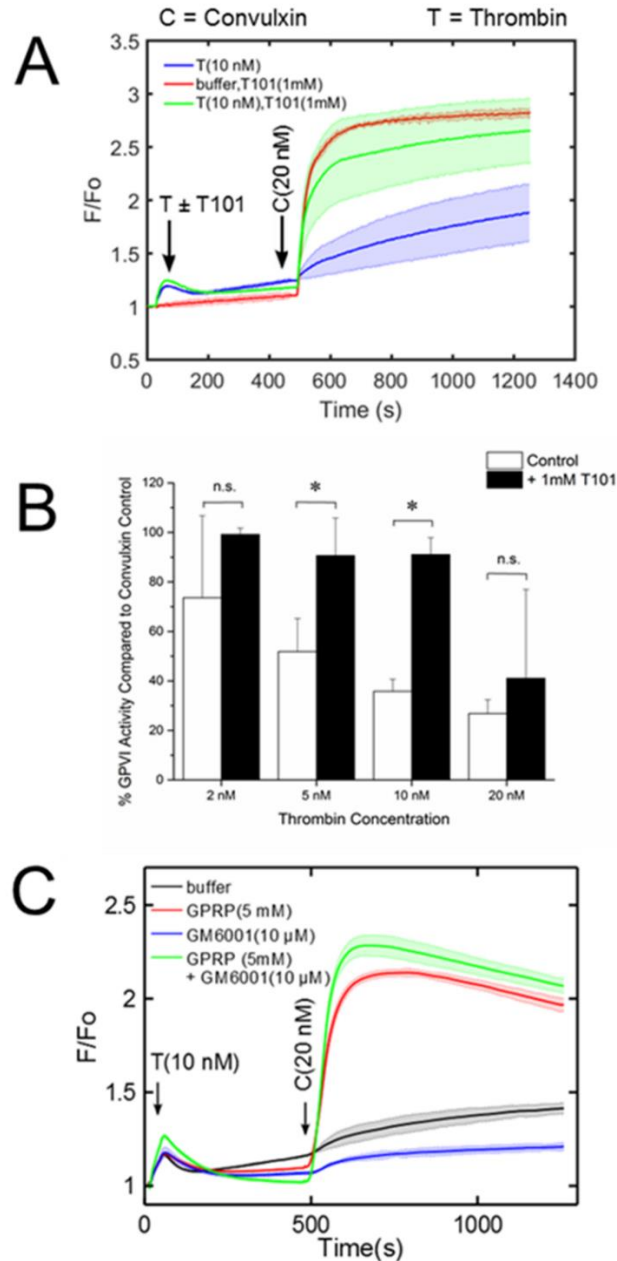 C = Convulxin T = Thrombin
A
T(10 nM)
buffer,T101(1mM)
T(10 nM),T101(1mM)
T ± T101
C(20 nM)
F/Fo
3.5
3
2.5
2
1.5
1
0.5
0 200 400 600 800 1000 1200 1400
Time (s)
B
Control
+ 1mM T101
n.s.
*
*
n.s.
% GPVI Activity Compared to Convulxin Control
120
100
80
60
40
20
0
2 nM 5 nM 10 nM 20 nM
Thrombin Concentration
C
buffer
GPRP(5 mM)
GM6001(10 µM)
GPRP (5mM)
+ GM6001(10 µM)
T(10 nM)
C(20 nM)
F/Fo
2.5
2
1.5
1
0 500 1000
Time(s)